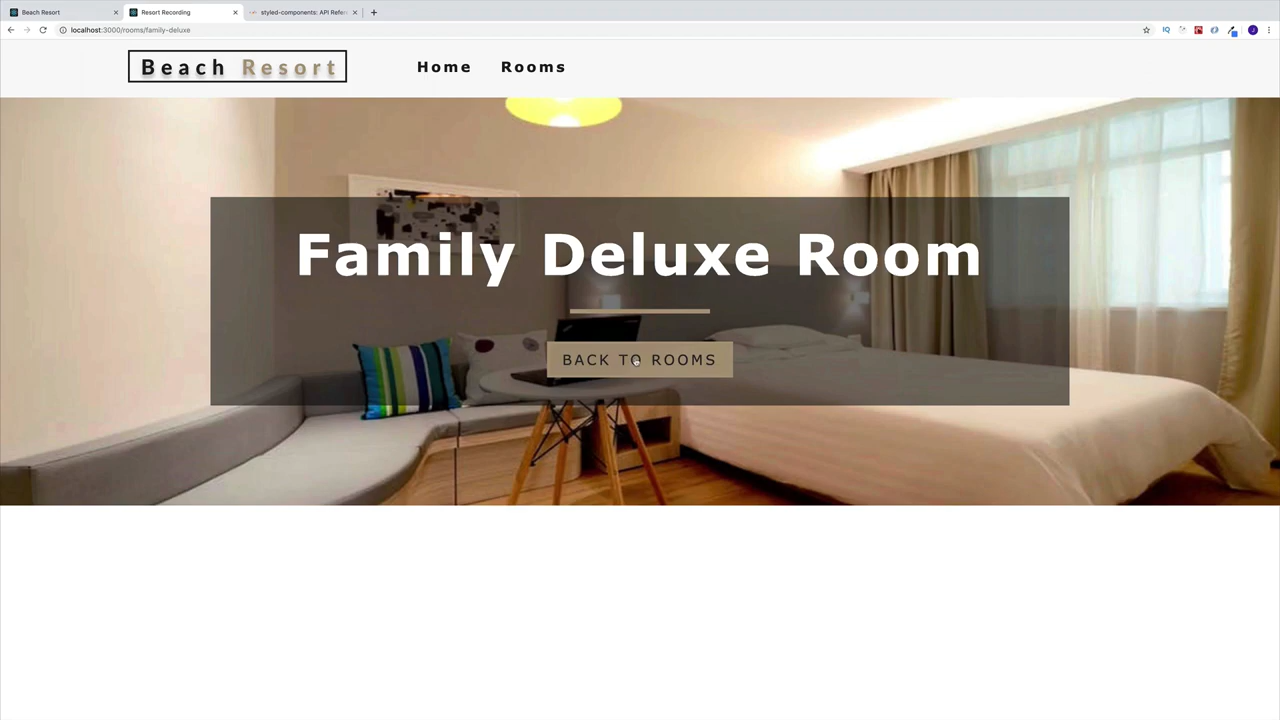 Beach Resort
Resort Recording
styled-components: API Refer
localhost:3000/rooms/family-deluxe
IQ
J
Beach Resort
Home
Rooms
Family Deluxe Room
BACK TO ROOMS